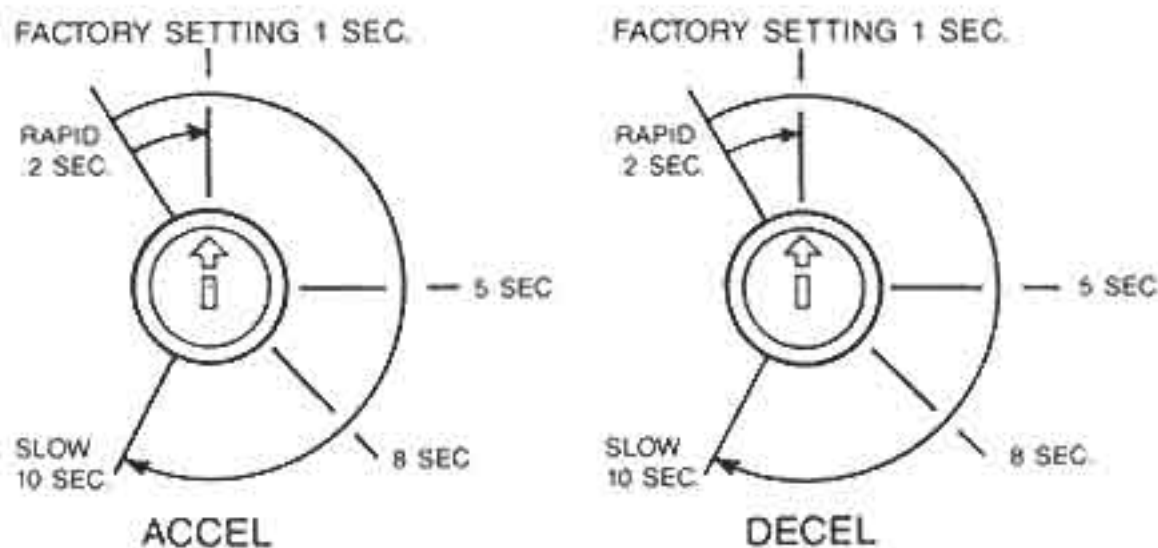 FACTORY SETTING 1 SEC.
RAPID
2 SEC.
5 SEC
8 SEC
SLOW
10 SEC.
ACCEL
FACTORY SETTING 1 SEC.
RAPID
2 SEC.
5 SEC
8 SEC.
SLOW
10 SEC.
DECEL